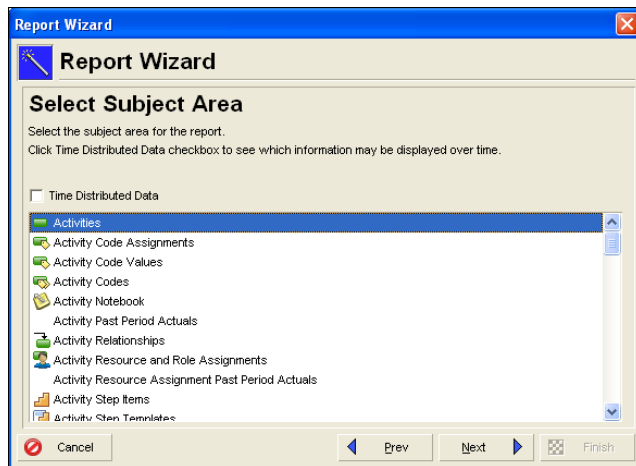 Report Wizard
Report Wizard
Select Subject Area
Select the subject area for the report.
Click Time Distributed Data checkbox to see which information may be displayed over time.
Time Distributed Data
Activities
Activity Code Assignments
Activity Code Values
Activity Codes
Activity Notebook
Activity Past Period Actuals
Activity Relationships
Activity Resource and Role Assignments
Activity Resource Assignment Past Period Actuals
Activity Step Items
Activity Step Templates
Cancel Prev Next Finish